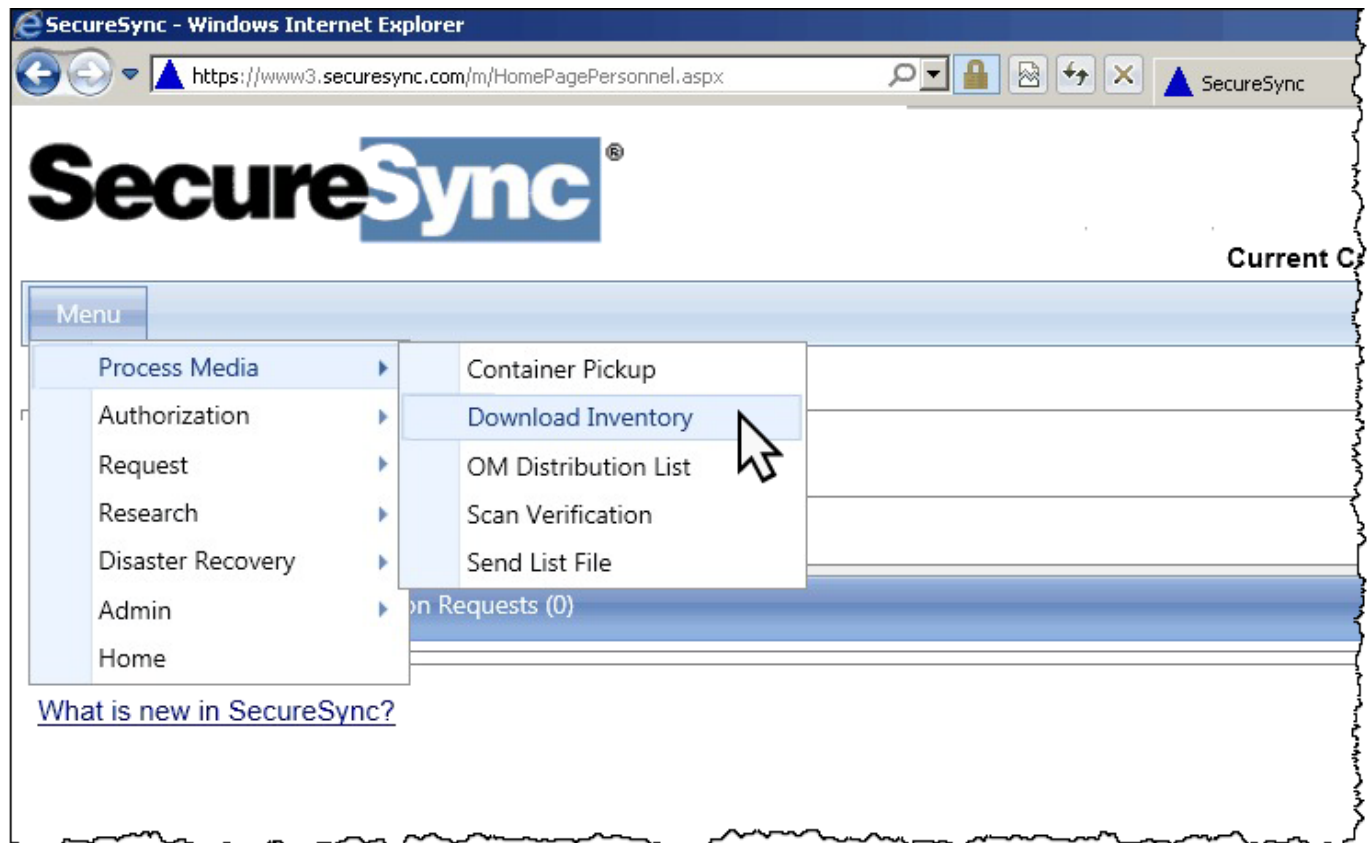 SecureSync - Windows Internet Explorer
https://www3.securesync.com/m/HomePagePersonnel.aspx
SecureSync
SecureSync®
Current C
Menu
Process Media
Container Pickup
Authorization
Download Inventory
Request
OM Distribution List
Research
Scan Verification
Disaster Recovery
Send List File
Admin
on Requests (0)
Home
What is new in SecureSync?